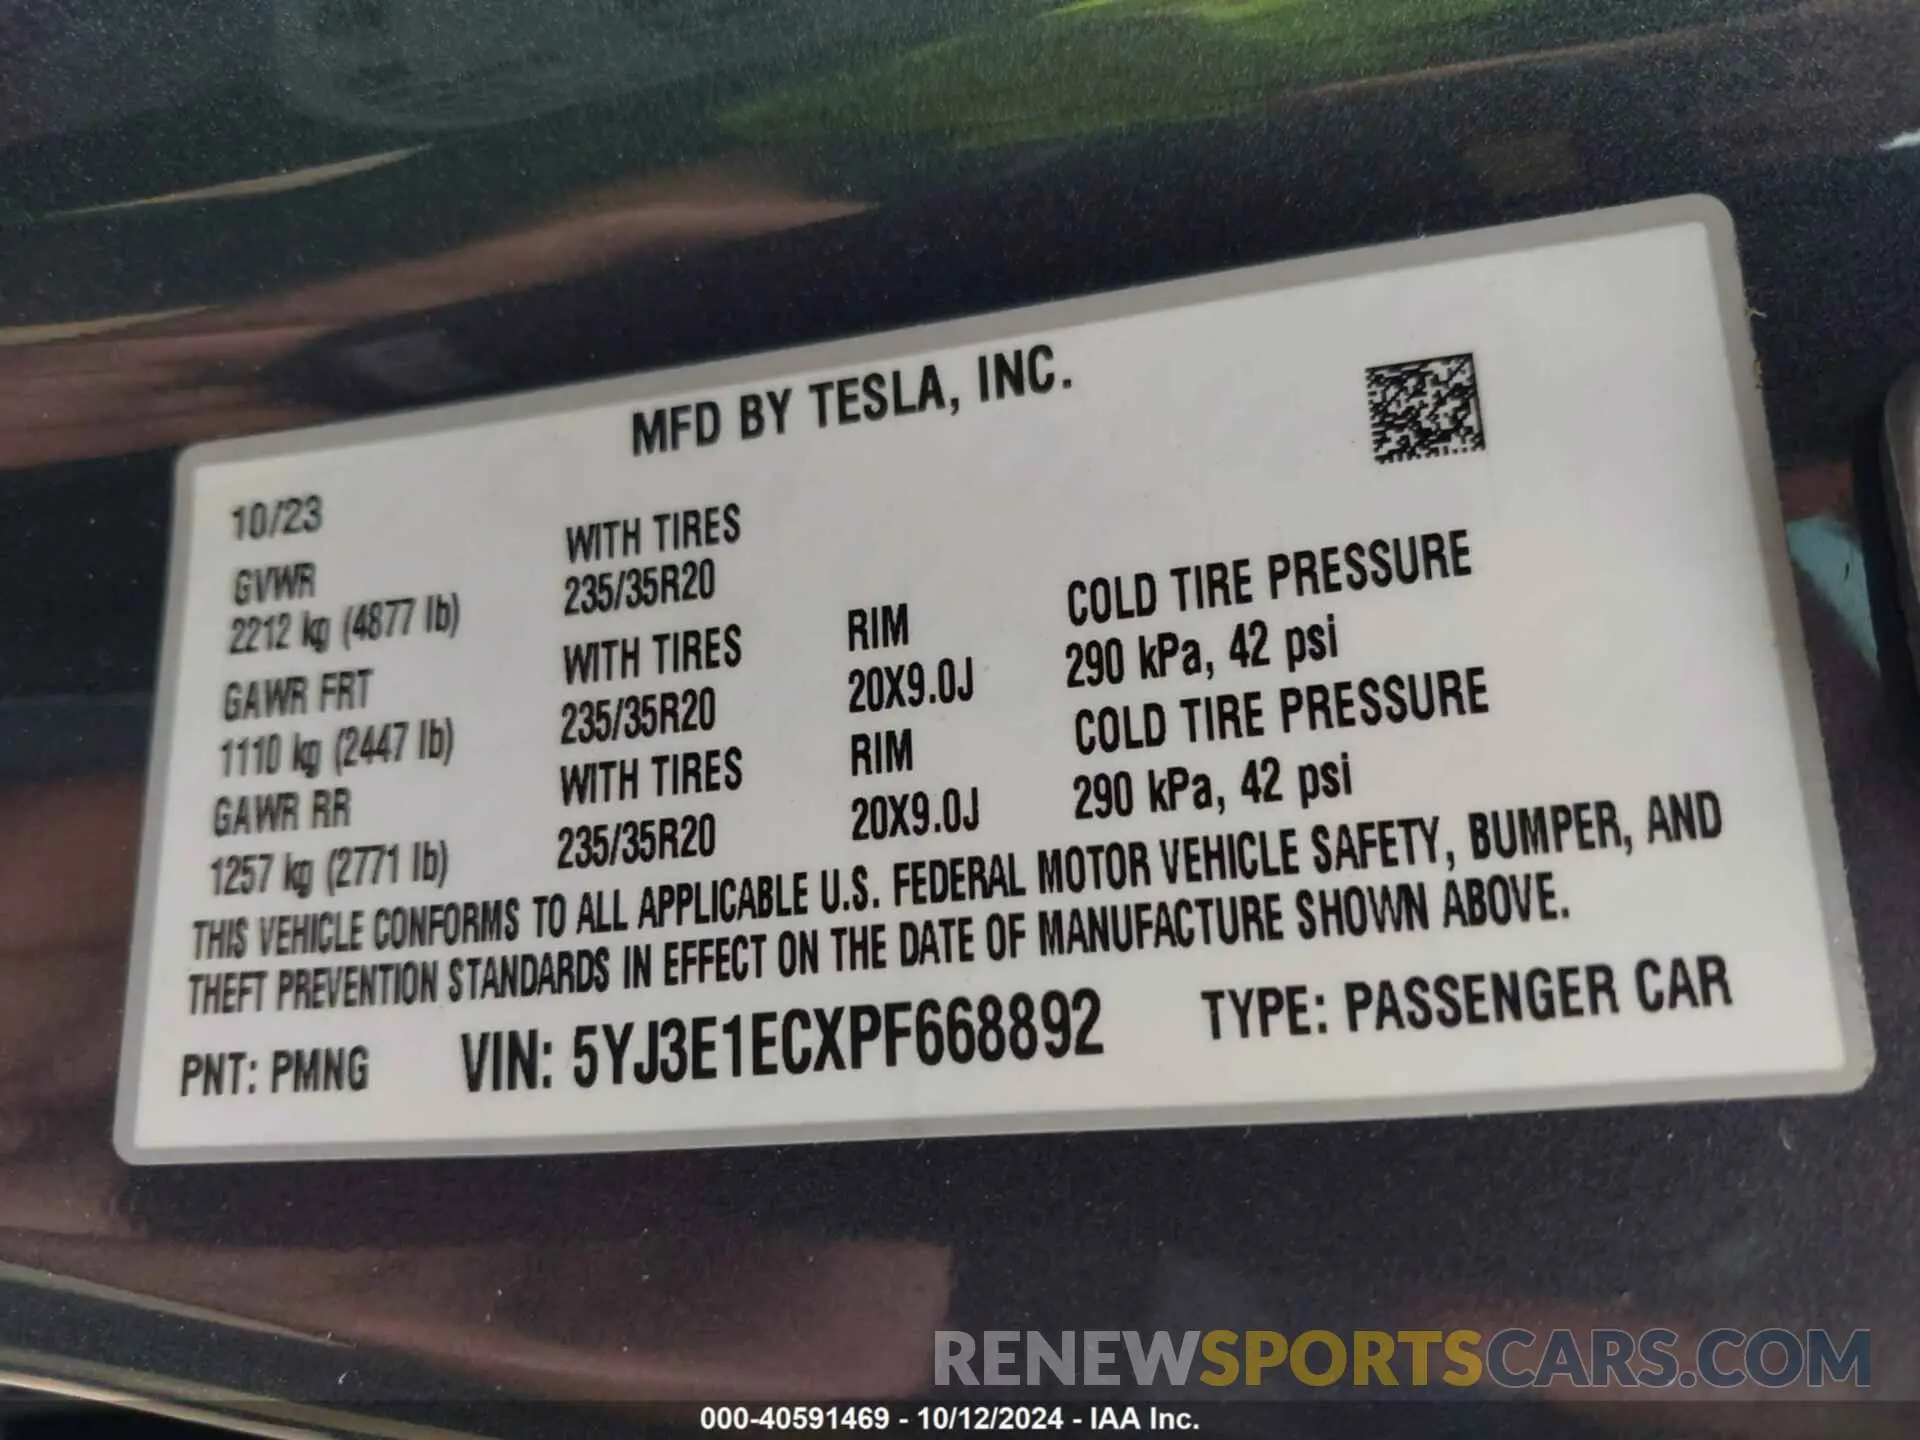 MFD BY TESLA, INC.
10/23
GVWR
2212 kg (4877 lb)
WITH TIRES
235/35R20
GAWR FRT
1110 kg (2447 lb)
WITH TIRES
235/35R20
RIM
20X9.0J
COLD TIRE PRESSURE
290 kPa, 42 psi
GAWR RR
1257 kg (2771 lb)
WITH TIRES
235/35R20
RIM
20X9.0J
COLD TIRE PRESSURE
290 kPa, 42 psi
THIS VEHICLE CONFORMS TO ALL APPLICABLE U.S. FEDERAL MOTOR VEHICLE SAFETY, BUMPER, AND
THEFT PREVENTION STANDARDS IN EFFECT ON THE DATE OF MANUFACTURE SHOWN ABOVE.
PNT: PMNG VIN: 5YJ3E1ECXPF668892 TYPE: PASSENGER CAR
RENEWSPORTSCARS.COM
000-40591469 - 10/12/2024 - IAA Inc.